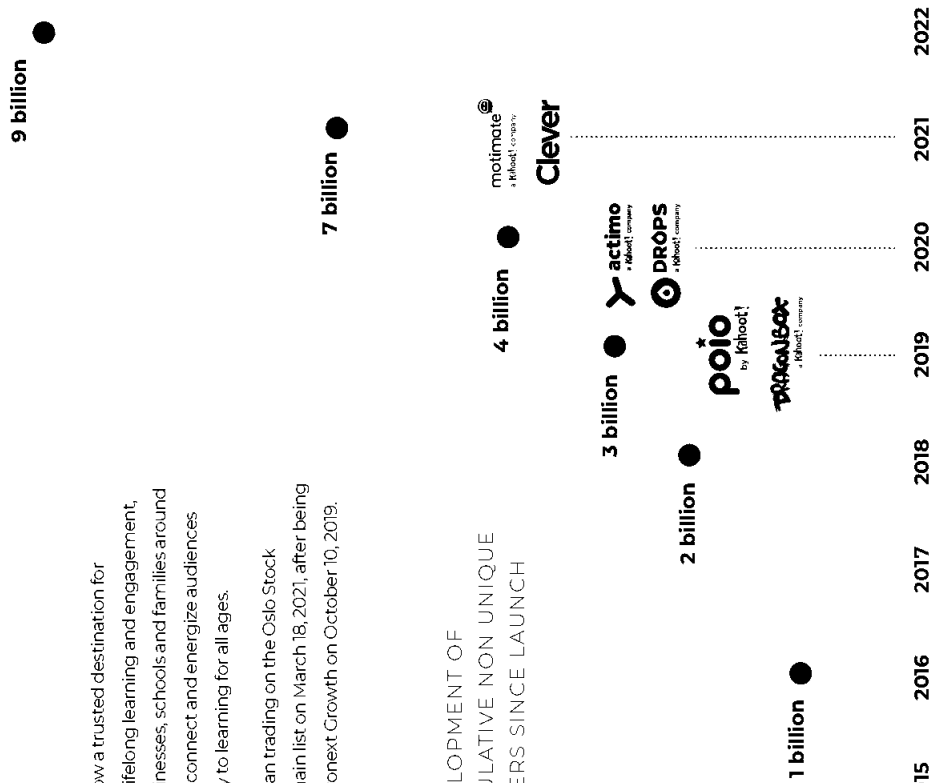 9 billion
ow a trusted destination for
ifelong learning and engagement,
nesses, schools and families around
connect and energize audiences
y to learning for all ages.
an trading on the Oslo Stock
ain list on March 18, 2021, after being
onext Growth on October 10, 2019.
7 billion
LOPMENT OF
ULATIVE NON UNIQUE
ERS SINCE LAUNCH
4 billion
motimate
a Kahoot! company
Clever
3 billion
actimo
a Kahoot! company
DROPS
a Kahoot! company
2 billion
poio
by Kahoot!
DRAGONBOX
a Kahoot! company
1 billion
15 2016 2017 2018 2019 2020 2021 2022